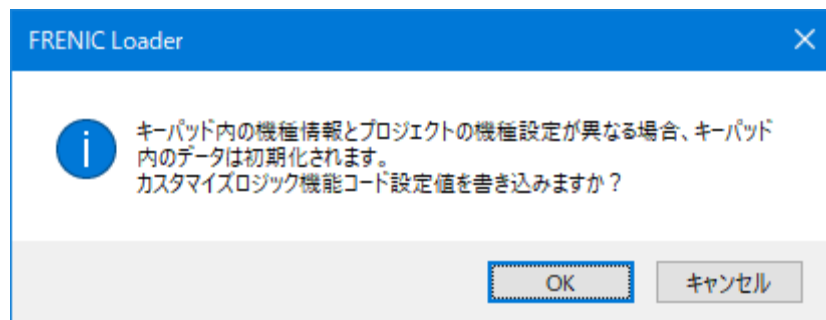 FRENIC Loader
キーパッド内の機種情報とプロジェクトの機種設定が異なる場合、キーパッド
内のデータは初期化されます。
カスタマイズロジック機能コード設定値を書き込みますか？
OK キャンセル